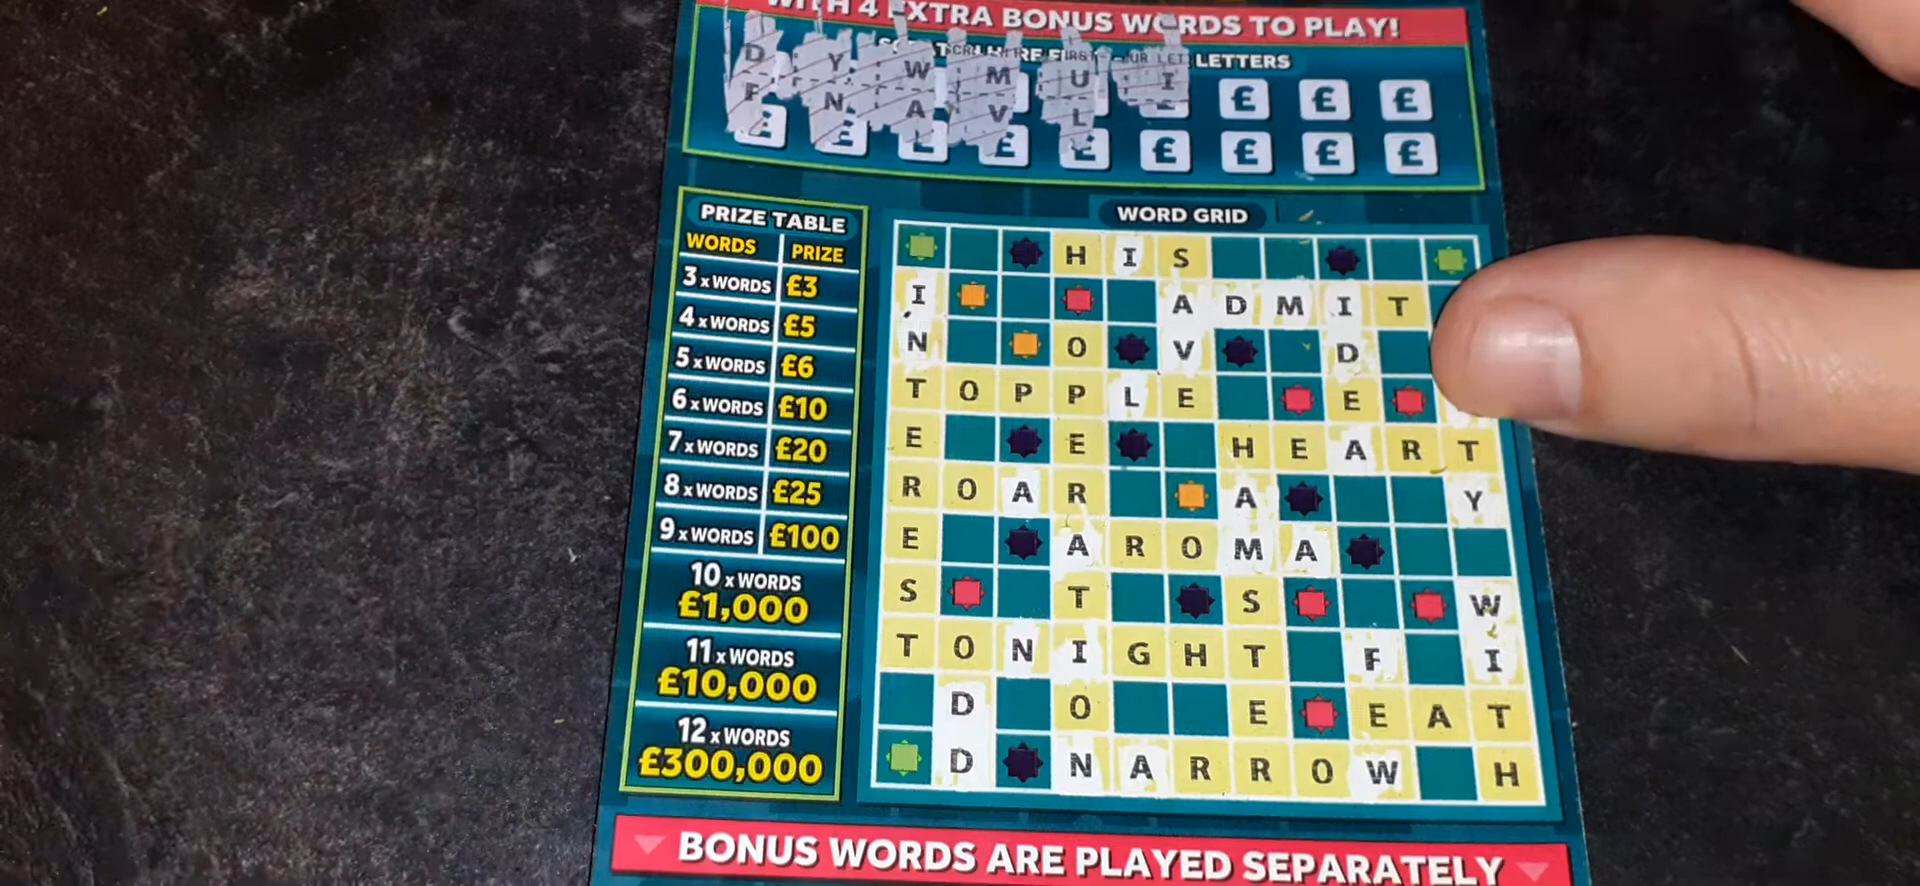 WITH 4 EXTRA BONUS WORDS TO PLAY!
LETTERS
D Y W M U I
F N A V L
£ £ £
£ £ £ £ £ £ £
PRIZE TABLE
WORDS PRIZE
3 x WORDS £3
4 x WORDS £5
5 x WORDS £6
6 x WORDS £10
7 x WORDS £20
8 x WORDS £25
9 x WORDS £100
10 x WORDS
£1,000
11 x WORDS
£10,000
12 x WORDS
£300,000
WORD GRID
H I S
I A D M I T
N O V D
T O P P L E E
E E H E A R T
R O A R A Y
E A R O M A
S T S W
T O N I G H T F I
D O E E A T
D N A R R O W H
BONUS WORDS ARE PLAYED SEPARATELY